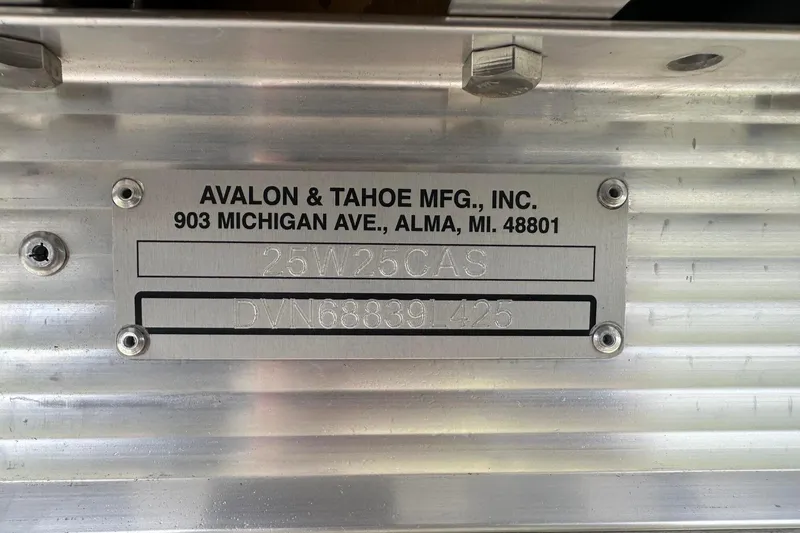 AVALON & TAHOE MFG., INC.
903 MICHIGAN AVE., ALMA, MI. 48801
25W25CAS
DVN68839L425